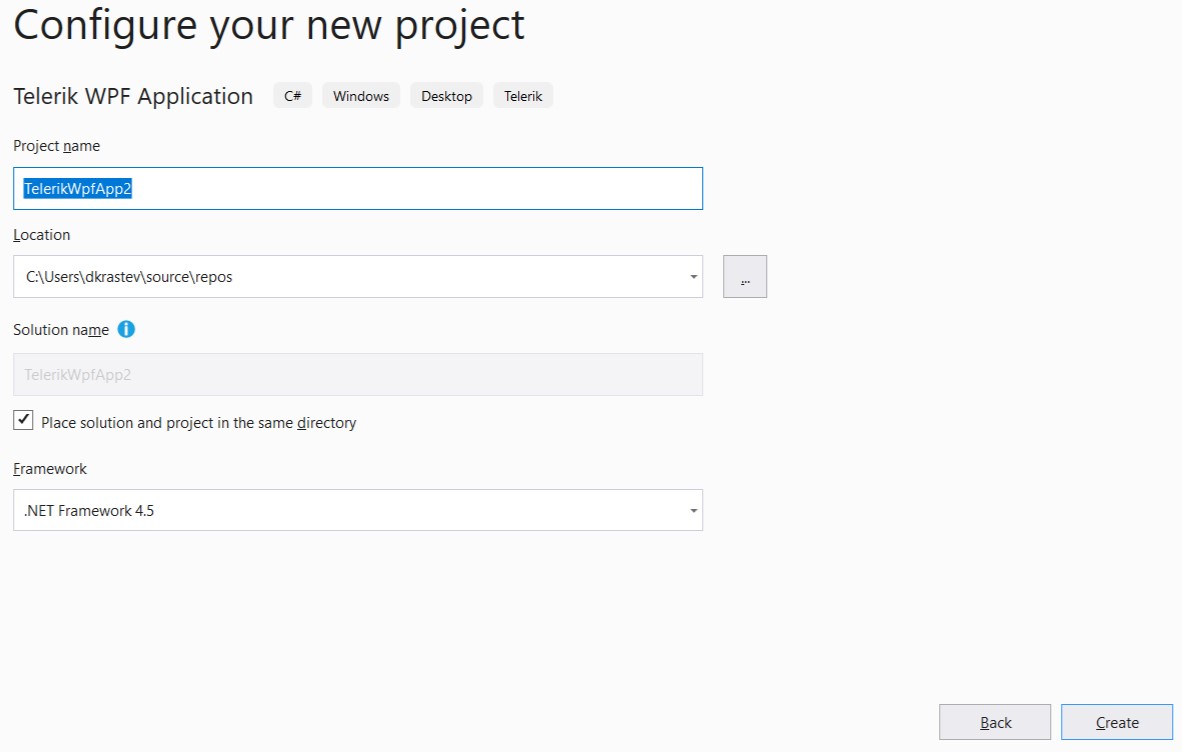 Configure your new project
Telerik WPF Application C# Windows Desktop Telerik
Project name
TelerikWpfApp2
Location
C:\Users\dkrastev\source\repos
...
Solution name
TelerikWpfApp2
Place solution and project in the same directory
Framework
.NET Framework 4.5
Back Create